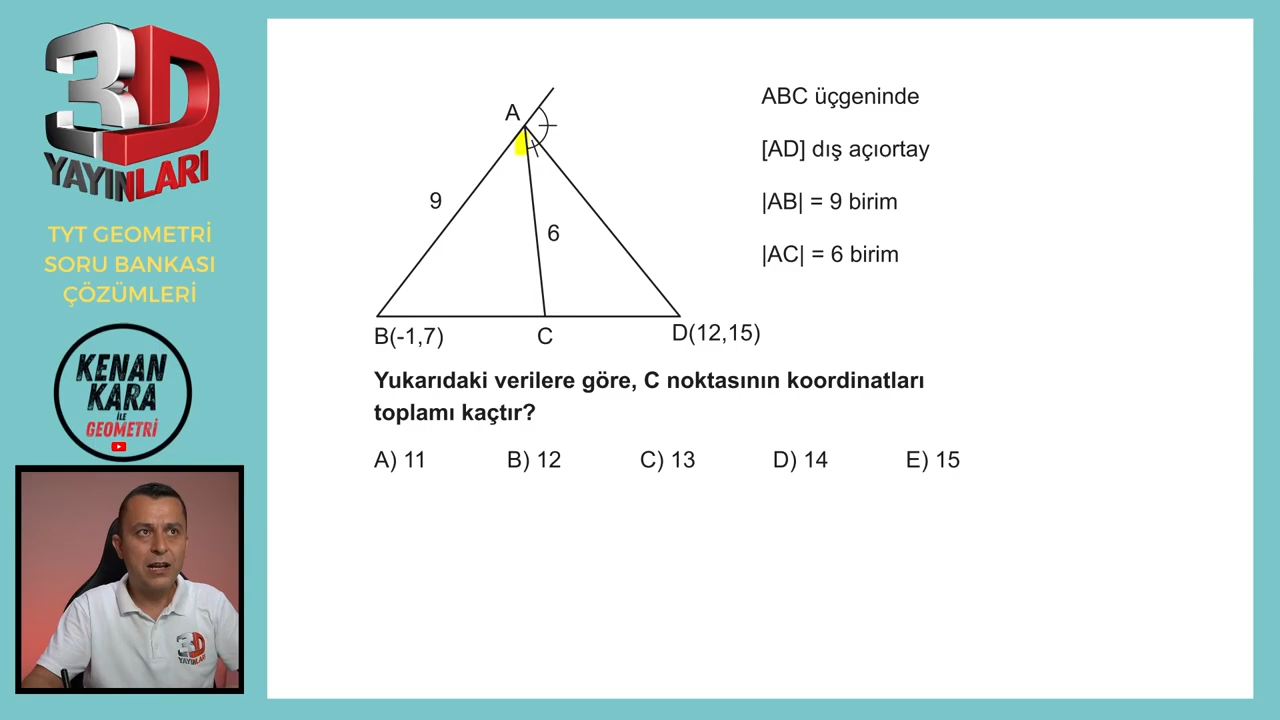 3D
YAYINLARI
TYT GEOMETRİ
SORU BANKASI
ÇÖZÜMLERİ
KENAN
KARA
İLE
GEOMETRİ
3D
YAYINLARI
A
9
6
B(-1,7)
C
D(12,15)
ABC üçgeninde
[AD] dış açıortay
|AB| = 9 birim
|AC| = 6 birim
Yukarıdaki verilere göre, C noktasının koordinatları
toplamı kaçtır?
A) 11 B) 12 C) 13 D) 14 E) 15